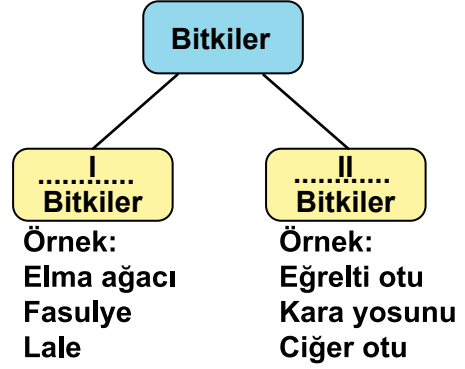 Bitkiler
......I......
Bitkiler
Örnek:
Elma ağacı
Fasulye
Lale
......II......
Bitkiler
Örnek:
Eğrelti otu
Kara yosunu
Ciğer otu